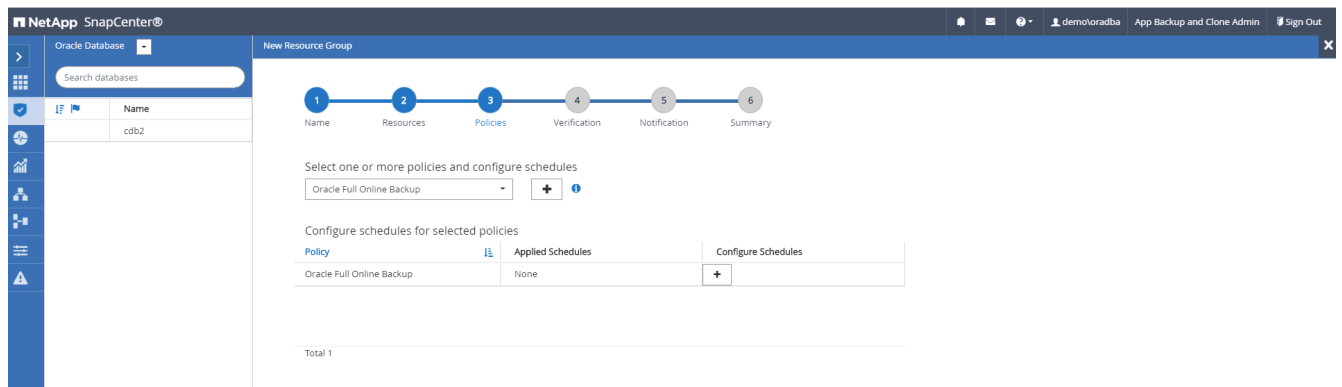 NetApp SnapCenter®
demo\oradba App Backup and Clone Admin Sign Out
Oracle Database
New Resource Group
Search databases
Name
cdb2
1 2 3 4 5 6
Name Resources Policies Verification Notification Summary
Select one or more policies and configure schedules
Oracle Full Online Backup
Configure schedules for selected policies
Policy Applied Schedules Configure Schedules
Oracle Full Online Backup None
Total 1